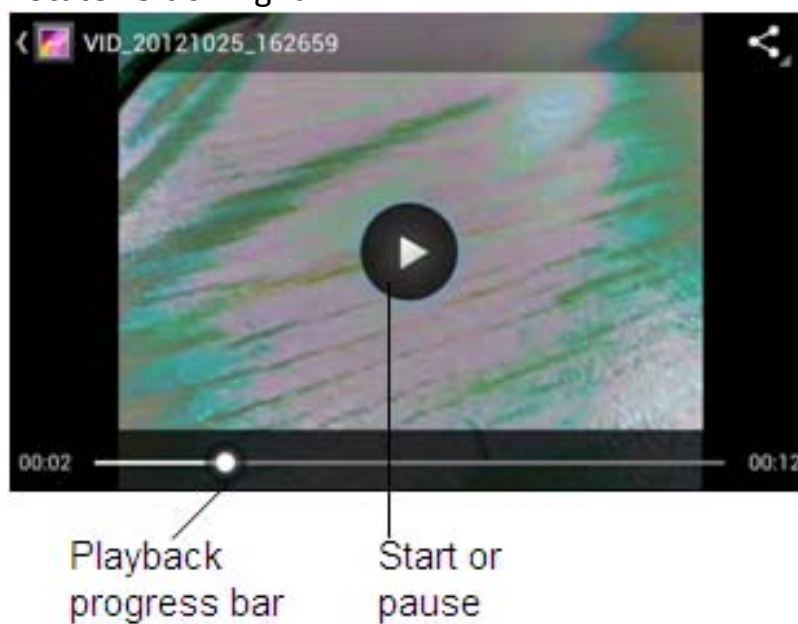 VID_20121025_162659
00:02
00:12
Playback
progress bar
Start or
pause